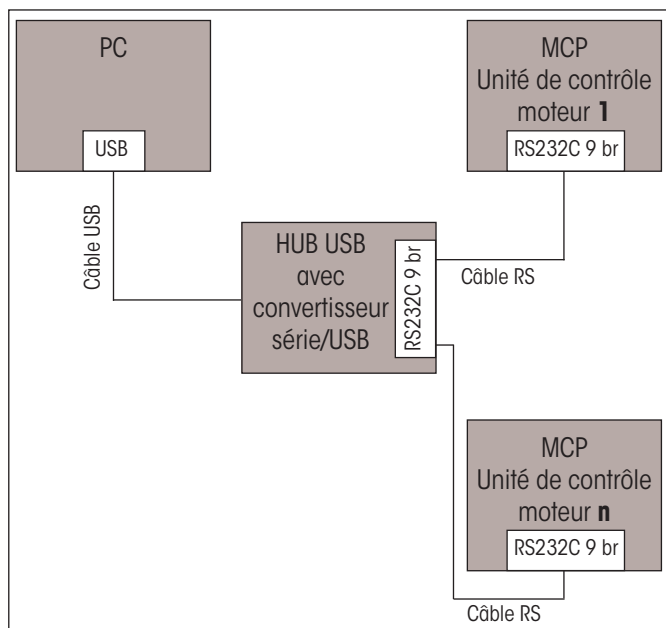 PC
USB
Câble USB
MCP
Unité de contrôle
moteur 1
RS232C 9 br
HUB USB
avec
convertisseur
série/USB
RS232C 9 br
Câble RS
MCP
Unité de contrôle
moteur n
RS232C 9 br
Câble RS